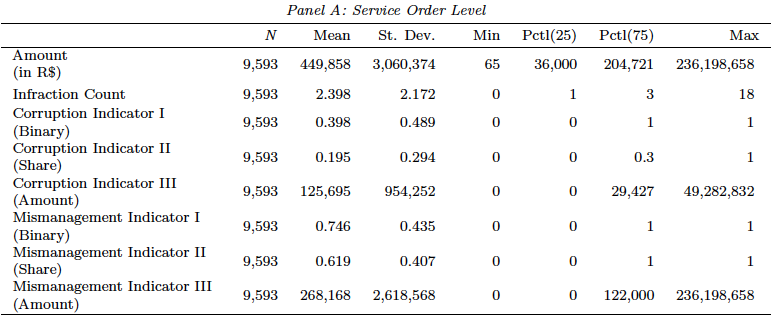 Panel A: Service Order Level
N Mean St. Dev. Min Pctl(25) Pctl(75) Max
Amount
(in R$) 9,593 449,858 3,060,374 65 36,000 204,721 236,198,658
Infraction Count 9,593 2.398 2.172 0 1 3 18
Corruption Indicator I
(Binary) 9,593 0.398 0.489 0 0 1 1
Corruption Indicator II
(Share) 9,593 0.195 0.294 0 0 0.3 1
Corruption Indicator III
(Amount) 9,593 125,695 954,252 0 0 29,427 49,282,832
Mismanagement Indicator I
(Binary) 9,593 0.746 0.435 0 0 1 1
Mismanagement Indicator II
(Share) 9,593 0.619 0.407 0 0 1 1
Mismanagement Indicator III
(Amount) 9,593 268,168 2,618,568 0 0 122,000 236,198,658